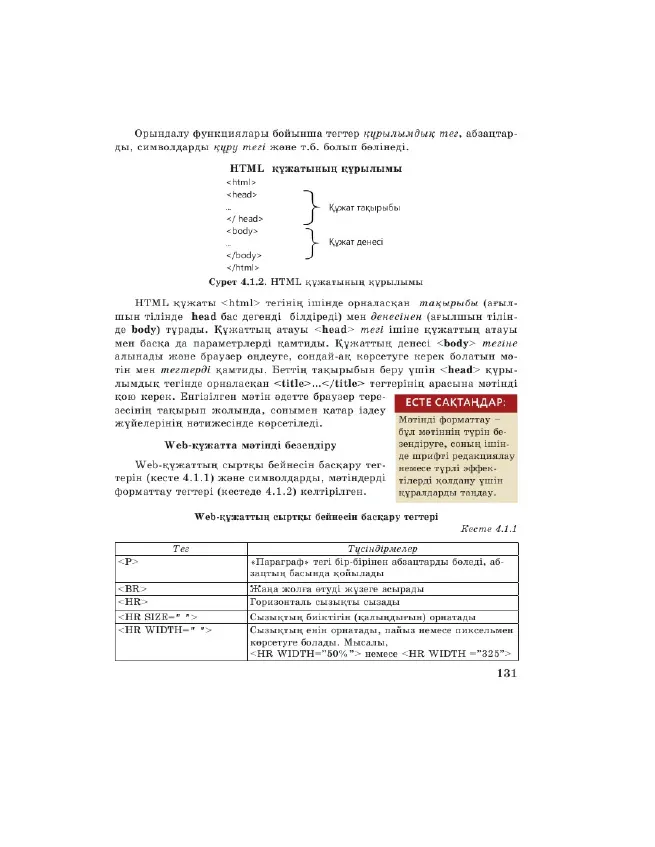 Орындалу функциялары бойынша тегтер құрылымдық тег, абзацтар-
ды, символдарды құру тегі және т.б. болып бөлінеді.
HTML құжатының құрылымы
<html>
<head>
...
</ head>
Құжат тақырыбы
<body>
...
</body>
Құжат денесі
</html>
Сурет 4.1.2. HTML құжатының құрылымы
HTML құжаты <html> тегінің ішінде орналасқан тақырыбы (ағыл-
шын тілінде head бас дегенді білдіреді) мен денесінен (ағылшын тілін-
де body) тұрады. Құжаттың атауы <head> тегі ішіне құжаттың атауы
мен басқа да параметрлерді қамтиды. Құжаттың денесі <body> тегіне
алынады және браузер өңдеуге, сондай-ақ көрсетуге керек болатын мә-
тін мен тегтерді қамтиды. Беттің тақырыбын беру үшін <head> құры-
лымдық тегінде орналасқан <title>...</title> тегтерінің арасына мәтінді
қою керек. Енгізілген мәтін әдетте браузер тере-
зесінің тақырып жолында, сонымен қатар іздеу
жүйелерінің нәтижесінде көрсетіледі.
Web-құжатта мәтінді безендіру
Web-құжаттың сыртқы бейнесін басқару тег-
терін (кесте 4.1.1) және символдарды, мәтіндерді
форматтау тегтері (кестеде 4.1.2) келтірілген.
ЕСТЕ САҚТАҢДАР:
Мәтінді форматтау –
бұл мәтіннің түрін бе-
зендіруге, соның ішін-
де шрифті редакциялау
немесе түрлі эффек-
тілерді қолдану үшін
құралдарды таңдау.
Web-құжаттың сыртқы бейнесін басқару тегтері
Кесте 4.1.1
Тег Түсіндірмелер
<P> «Параграф» тегі бір-бірінен абзацтарды бөледі, аб-
зацтың басында қойылады
<BR> Жаңа жолға өтуді жүзеге асырады
<HR> Горизонталь сызықты сызады
<HR SIZE=" "> Сызықтың биіктігін (қалыңдығын) орнатады
<HR WIDTH=" "> Сызықтың енін орнатады, пайыз немесе пиксельмен
көрсетуге болады. Мысалы,
<HR WIDTH="50%"> немесе <HR WIDTH ="325">
131